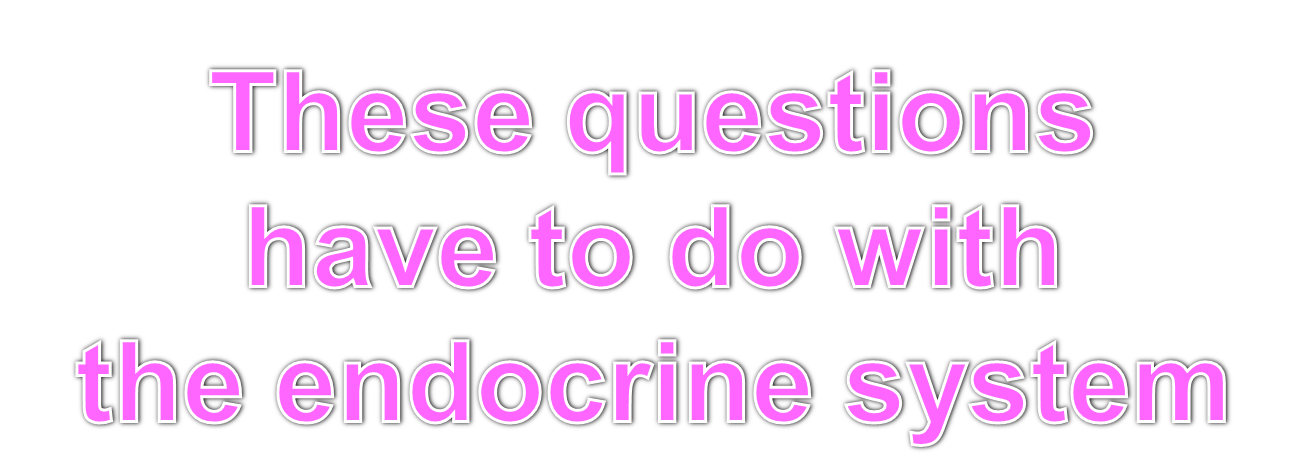 These questions
have to do with
the endocrine system